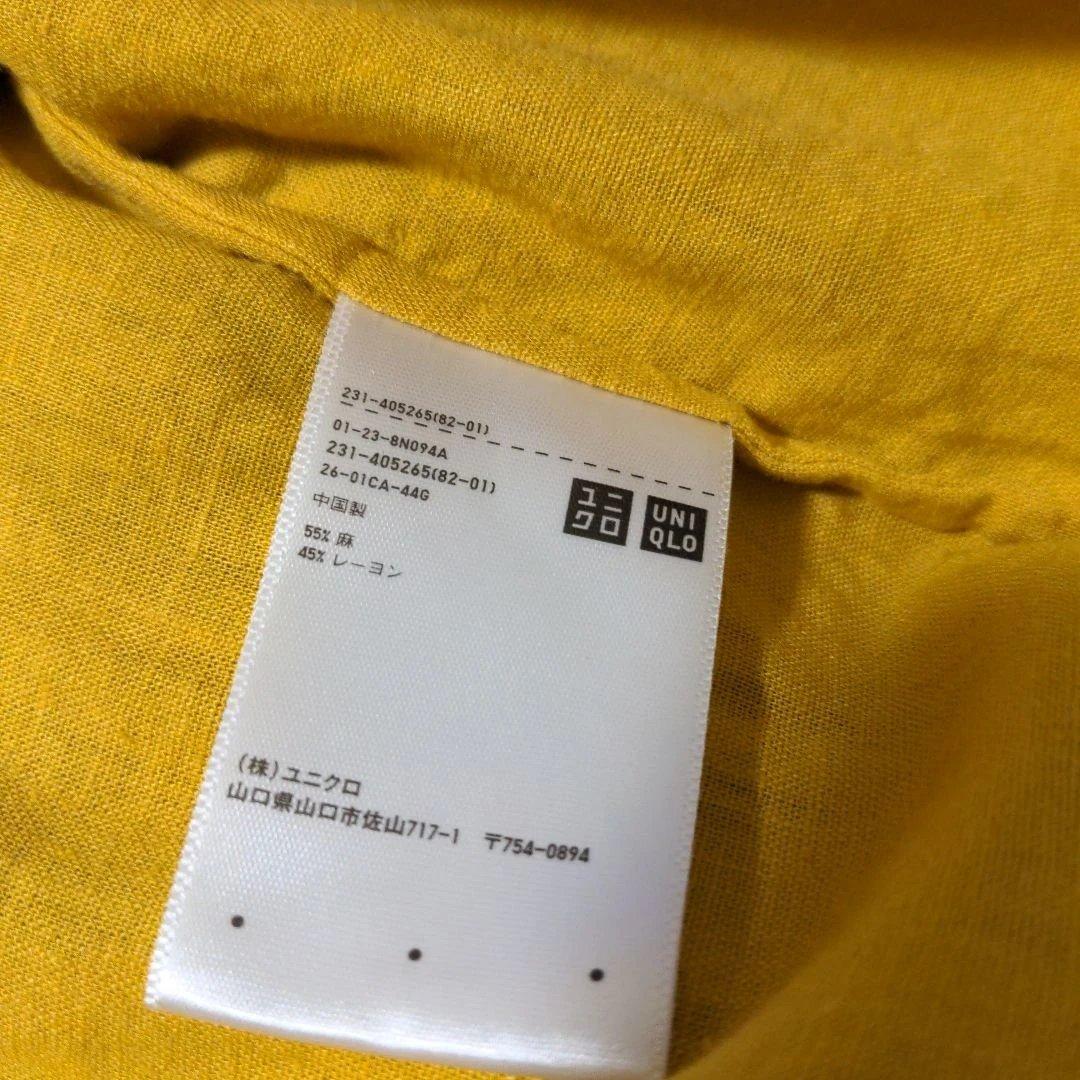 231-405265(82-01)
01-23-8N094A
231-405265(82-01)
26-01CA-44G
中国製
55% 麻
45% レーヨン
ユニ
クロ
UNI
QLO
(株)ユニクロ
山口県山口市佐山717-1 〒754-0894